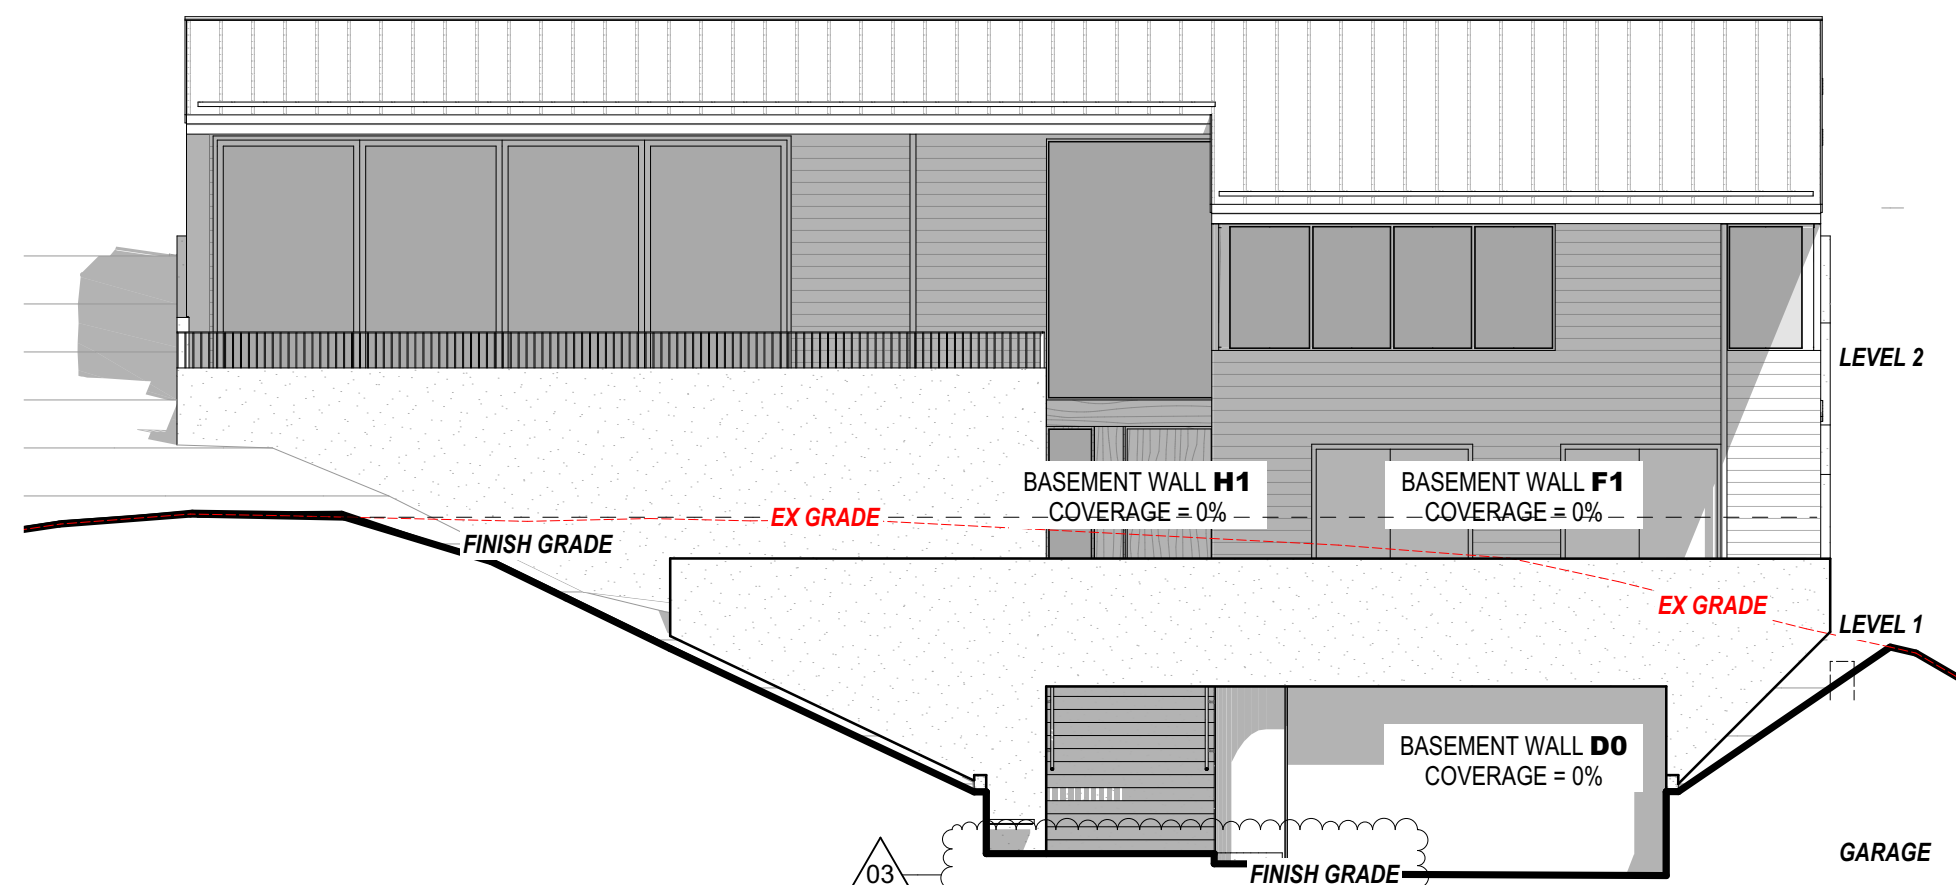 LEVEL 2
BASEMENT WALL H1
COVERAGE = 0%
BASEMENT WALL F1
COVERAGE = 0%
EX GRADE
FINISH GRADE
EX GRADE
LEVEL 1
BASEMENT WALL D0
COVERAGE = 0%
GARAGE
03
FINISH GRADE